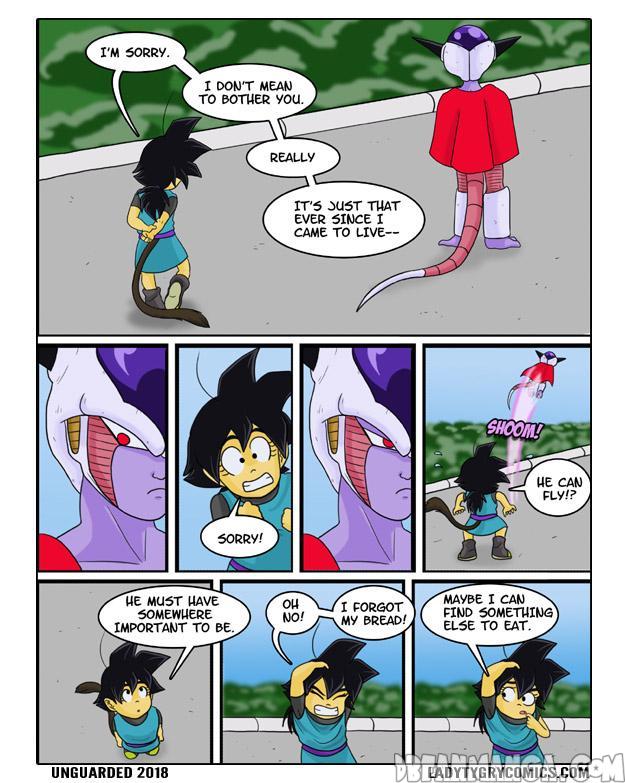 I'M SORRY.
I DON'T MEAN
TO BOTHER YOU.
REALLY
IT'S JUST THAT
EVER SINCE I
CAME TO LIVE--
SORRY!
SHOOM!
HE CAN
FLY!?
HE MUST HAVE
SOMEWHERE
IMPORTANT TO BE.
OH
NO!
I FORGOT
MY BREAD!
MAYBE I CAN
FIND SOMETHING
ELSE TO EAT.
UNGUARDED 2018
LADYTYGRYCOMICS.COM
DBFANMANGA.COM